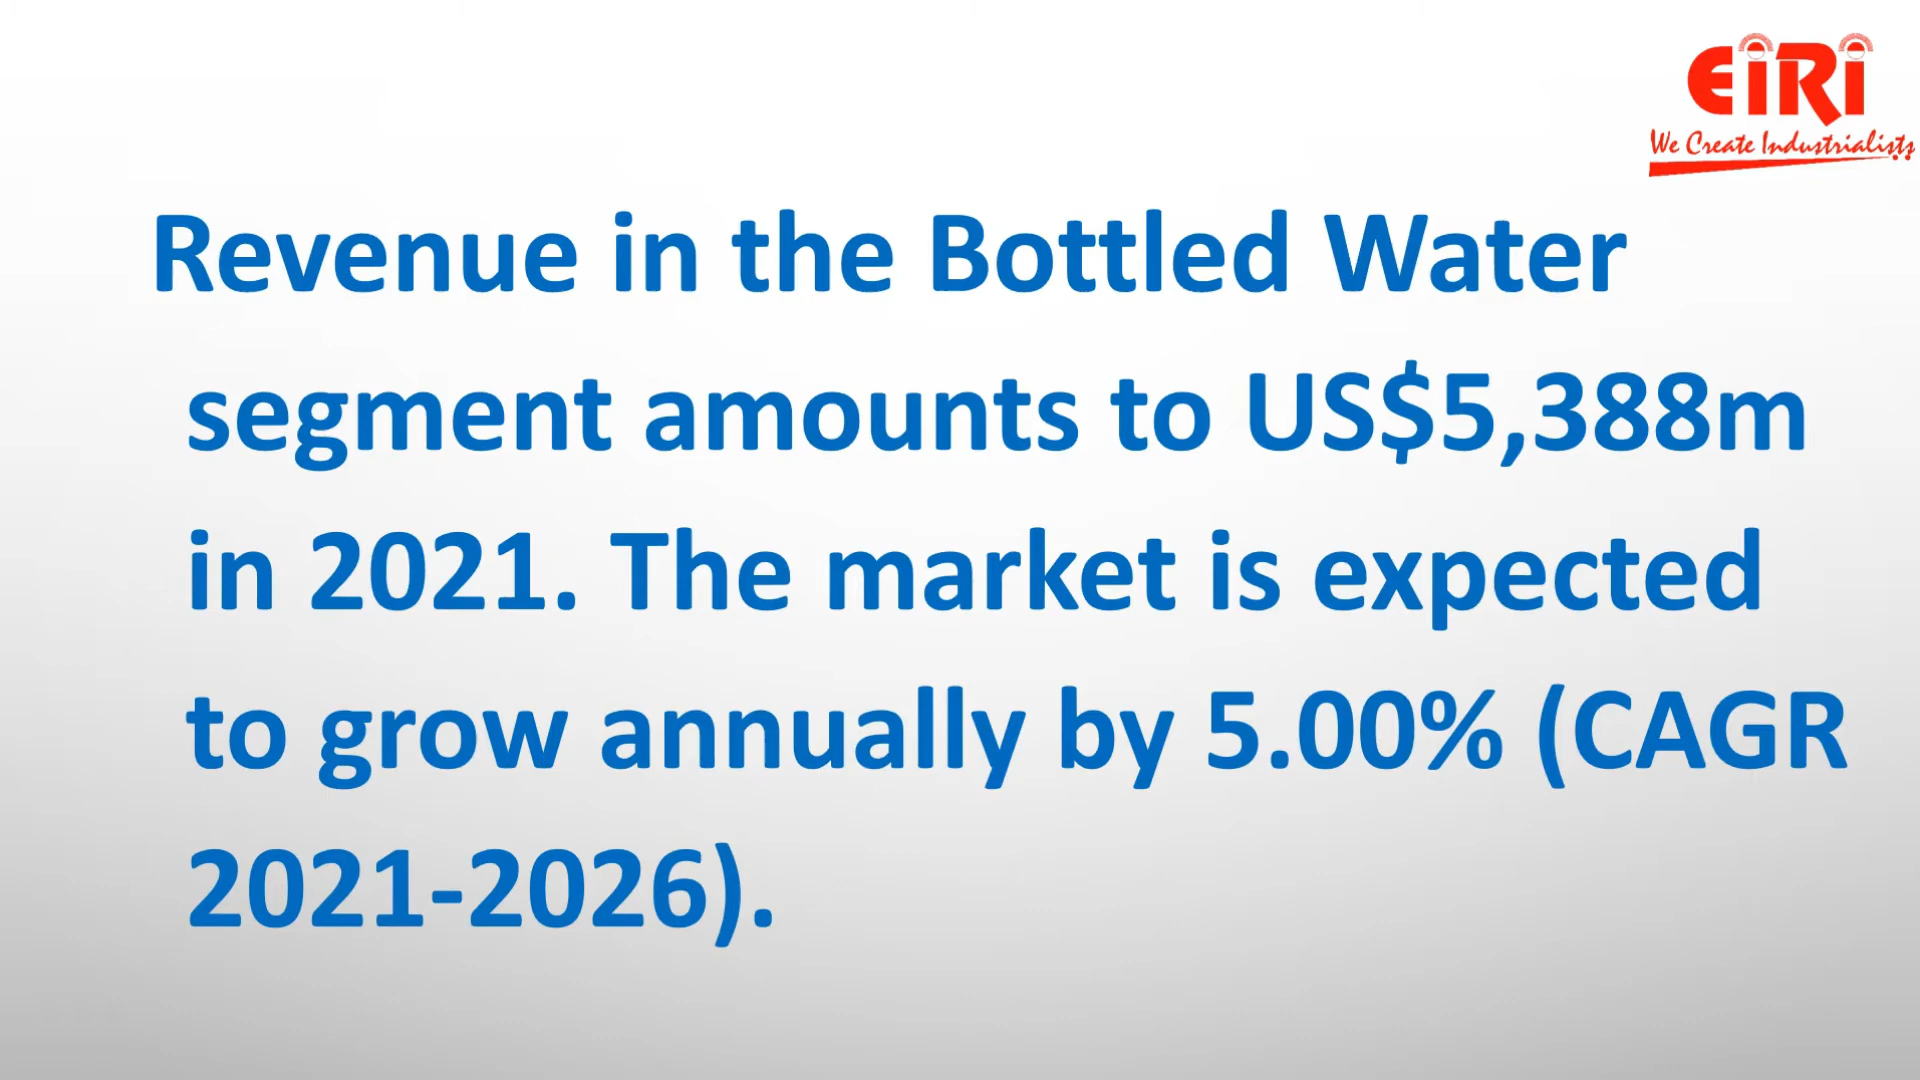 EiRi
We Create Industrialists
Revenue in the Bottled Water
segment amounts to US$5,388m
in 2021. The market is expected
to grow annually by 5.00% (CAGR
2021-2026).